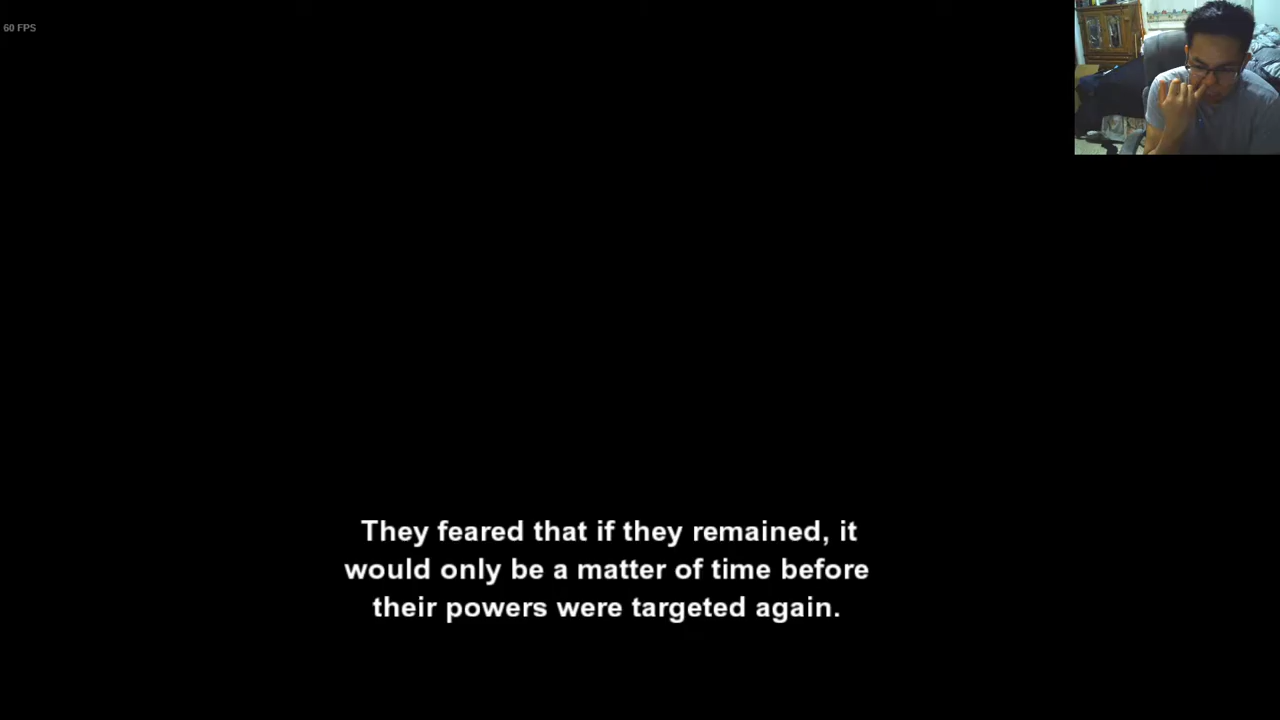 60 FPS
They feared that if they remained, it
would only be a matter of time before
their powers were targeted again.